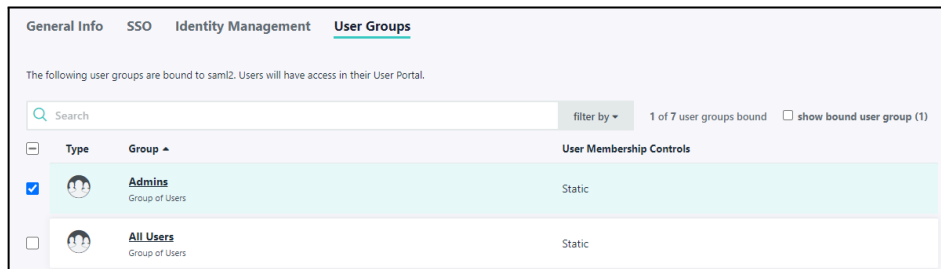 General Info SSO Identity Management User Groups
The following user groups are bound to saml2. Users will have access in their User Portal.
Search filter by 1 of 7 user groups bound show bound user group (1)
Type Group User Membership Controls
Admins
Group of Users
Static
All Users
Group of Users
Static